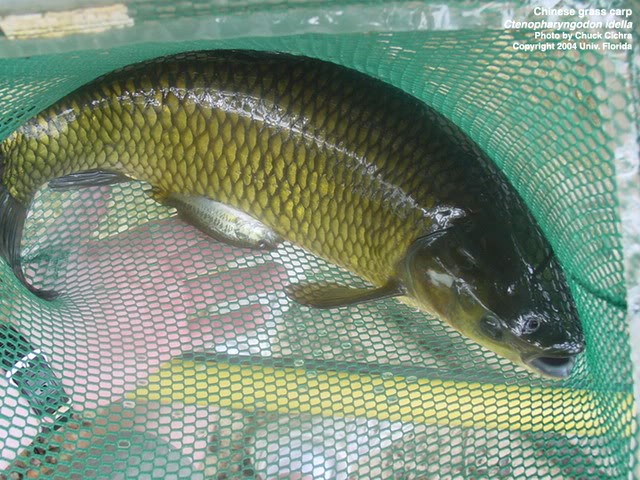 Chinese grass carp
Ctenopharyngodon idella
Photo by Chuck Cichra
Copyright 2004 Univ. Florida